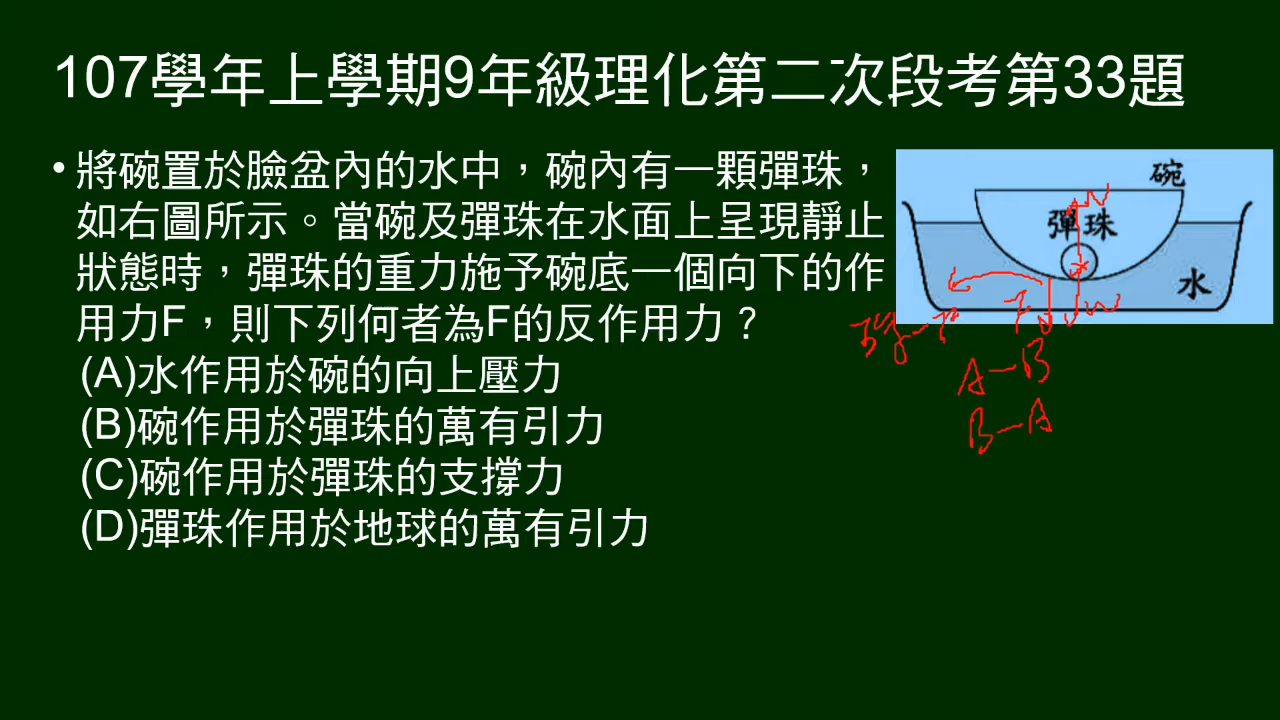 107學年上學期9年級理化第二次段考第33題
•將碗置於臉盆內的水中，碗內有一顆彈珠，
如右圖所示。當碗及彈珠在水面上呈現靜止
狀態時，彈珠的重力施予碗底一個向下的作
用力F，則下列何者為F的反作用力？
(A)水作用於碗的向上壓力
(B)碗作用於彈珠的萬有引力
(C)碗作用於彈珠的支撐力
(D)彈珠作用於地球的萬有引力
碗
N
彈珠
水
F
W
A－B
B－A